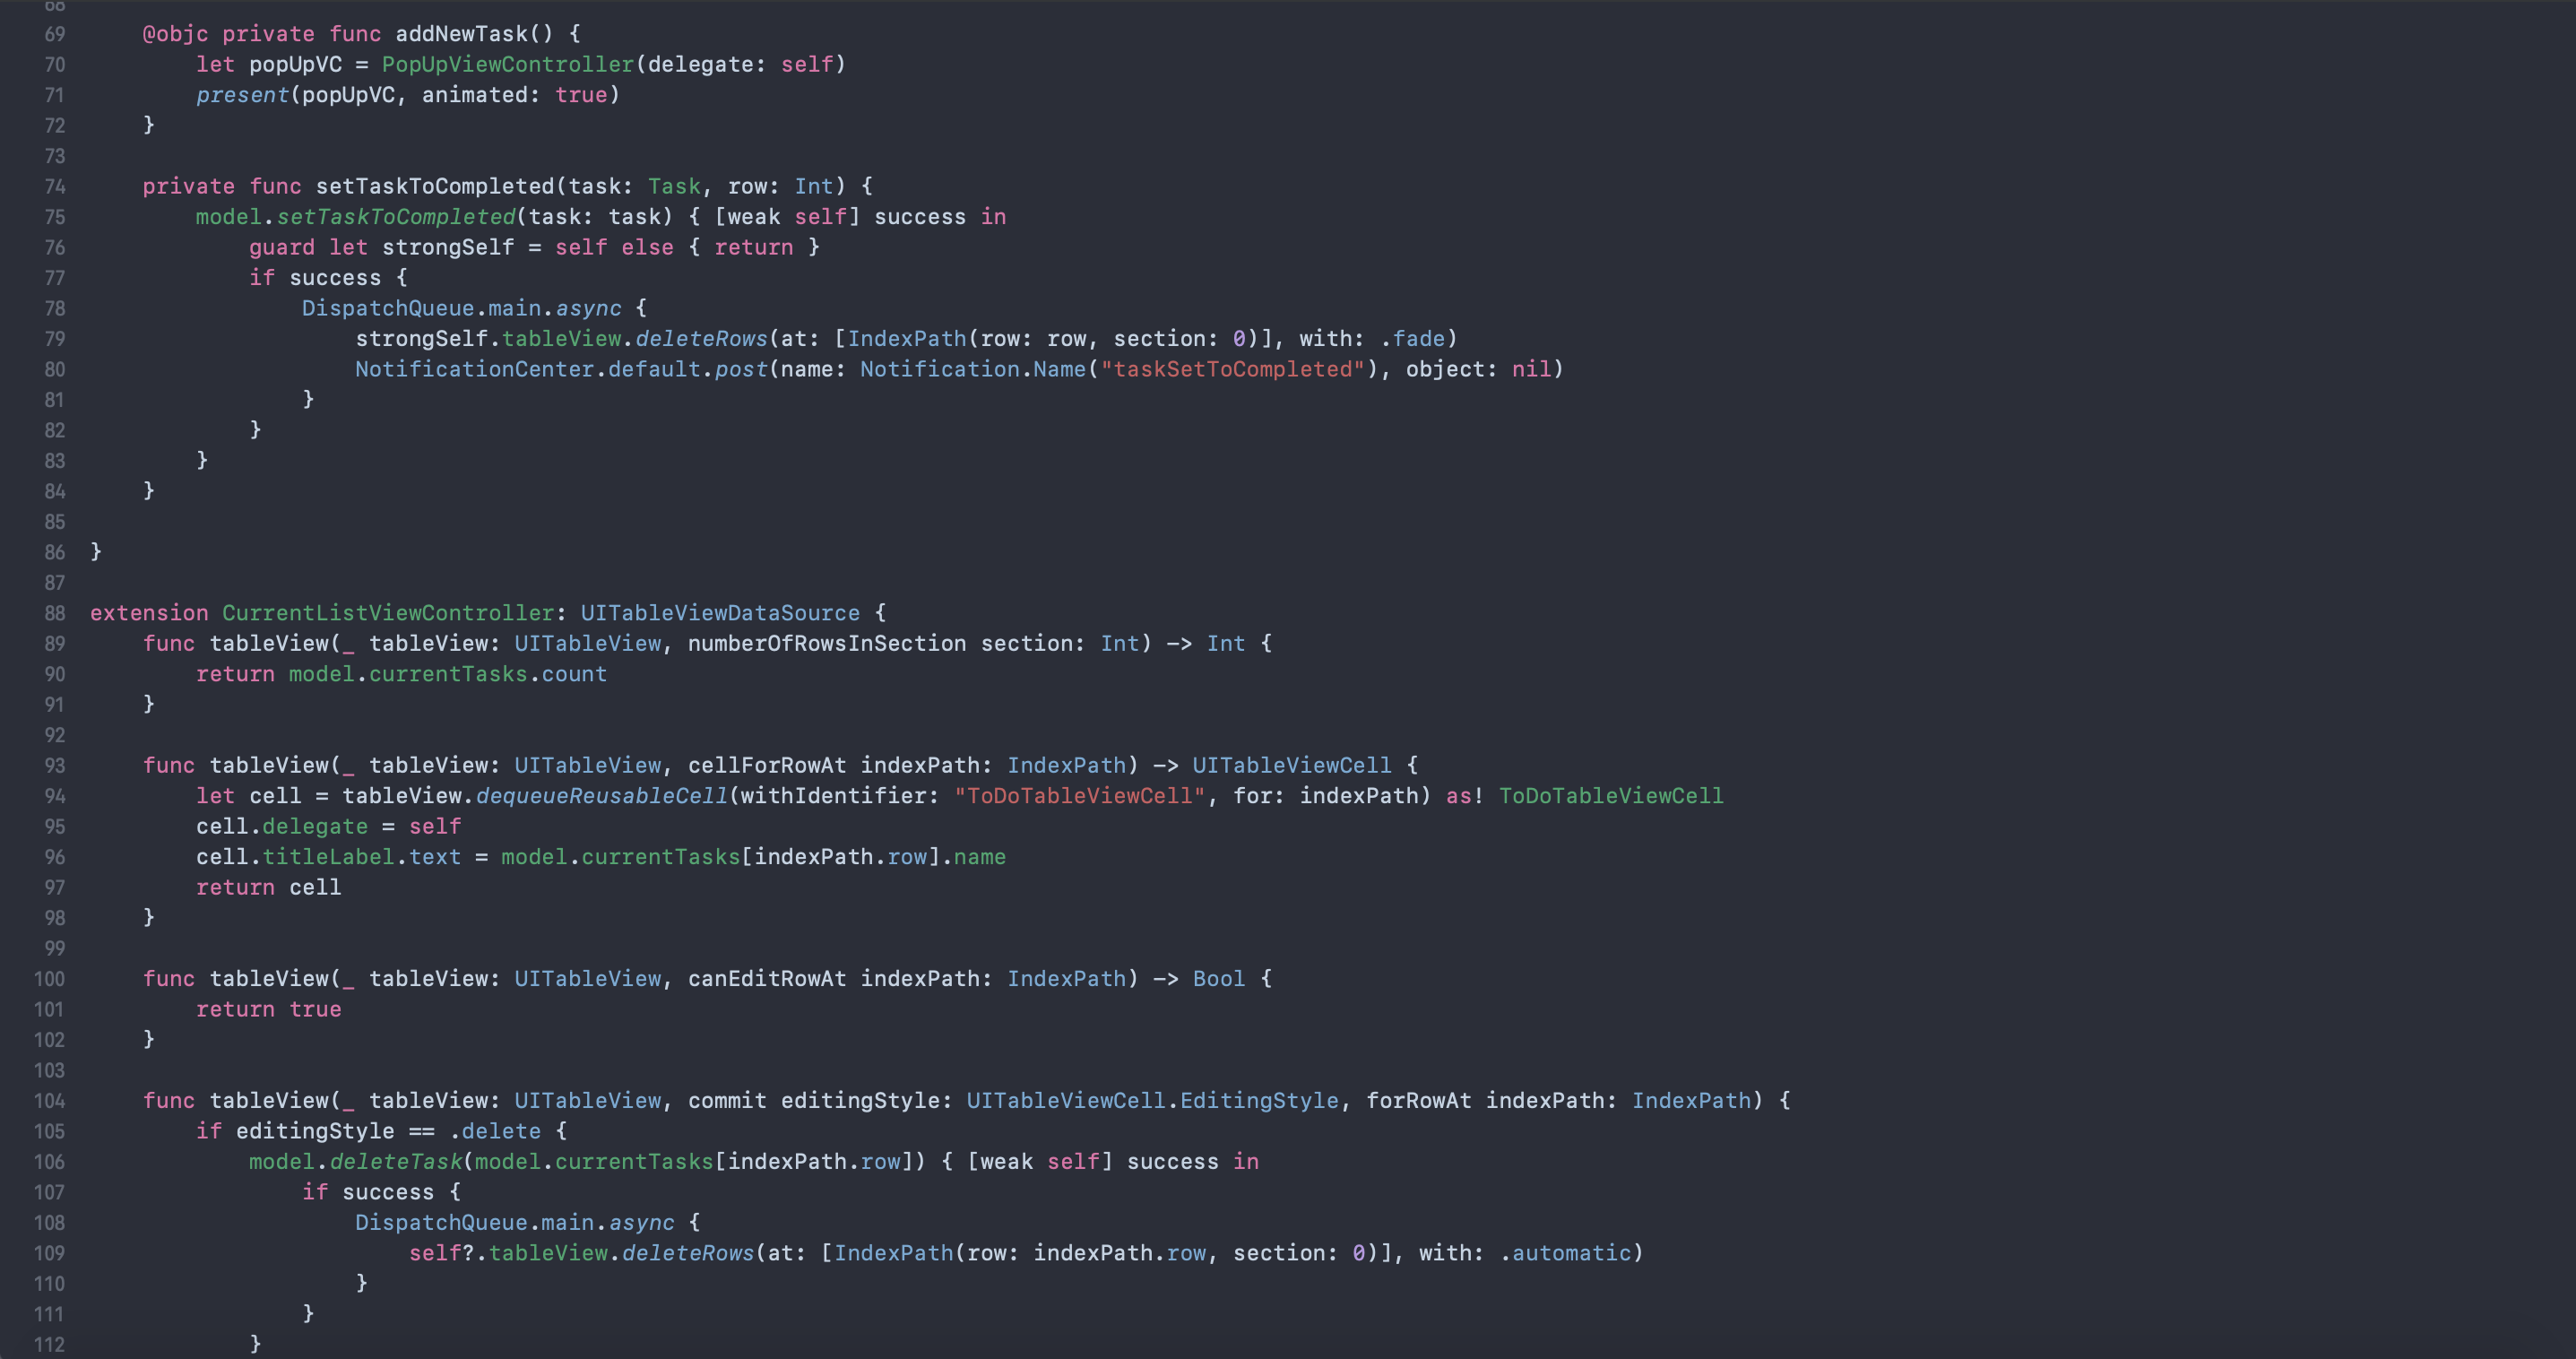 68
69 @objc private func addNewTask() {
70 let popUpVC = PopUpViewController(delegate: self)
71 present(popUpVC, animated: true)
72 }
73
74 private func setTaskToCompleted(task: Task, row: Int) {
75 model.setTaskToCompleted(task: task) { [weak self] success in
76 guard let strongSelf = self else { return }
77 if success {
78 DispatchQueue.main.async {
79 strongSelf.tableView.deleteRows(at: [IndexPath(row: row, section: 0)], with: .fade)
80 NotificationCenter.default.post(name: Notification.Name("taskSetToCompleted"), object: nil)
81 }
82 }
83 }
84 }
85
86 }
87
88 extension CurrentListViewController: UITableViewDataSource {
89 func tableView(_ tableView: UITableView, numberOfRowsInSection section: Int) -> Int {
90 return model.currentTasks.count
91 }
92
93 func tableView(_ tableView: UITableView, cellForRowAt indexPath: IndexPath) -> UITableViewCell {
94 let cell = tableView.dequeueReusableCell(withIdentifier: "ToDoTableViewCell", for: indexPath) as! ToDoTableViewCell
95 cell.delegate = self
96 cell.titleLabel.text = model.currentTasks[indexPath.row].name
97 return cell
98 }
99
100 func tableView(_ tableView: UITableView, canEditRowAt indexPath: IndexPath) -> Bool {
101 return true
102 }
103
104 func tableView(_ tableView: UITableView, commit editingStyle: UITableViewCell.EditingStyle, forRowAt indexPath: IndexPath) {
105 if editingStyle == .delete {
106 model.deleteTask(model.currentTasks[indexPath.row]) { [weak self] success in
107 if success {
108 DispatchQueue.main.async {
109 self?.tableView.deleteRows(at: [IndexPath(row: indexPath.row, section: 0)], with: .automatic)
110 }
111 }
112 }